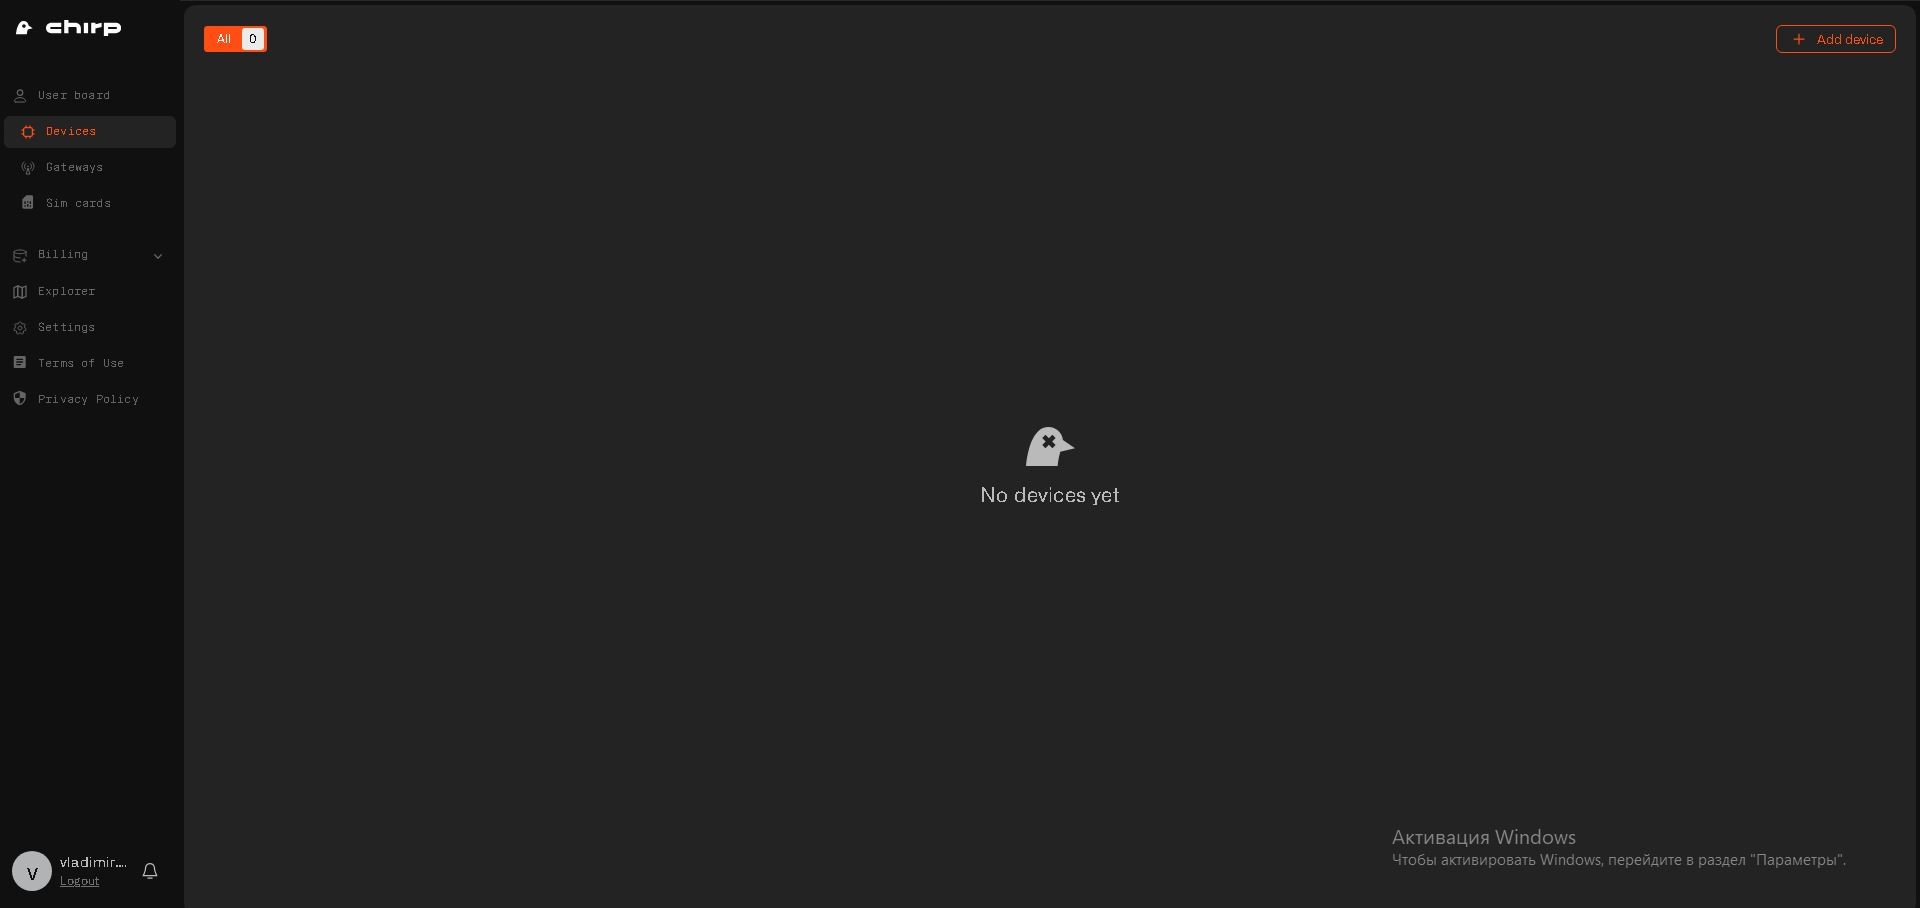 chirp
User board
Devices
Gateways
Sim cards
Billing
Explorer
Settings
Terms of Use
Privacy Policy
V
vladimir....
Logout
All 0
+ Add device
No devices yet
Активация Windows
Чтобы активировать Windows, перейдите в раздел "Параметры".